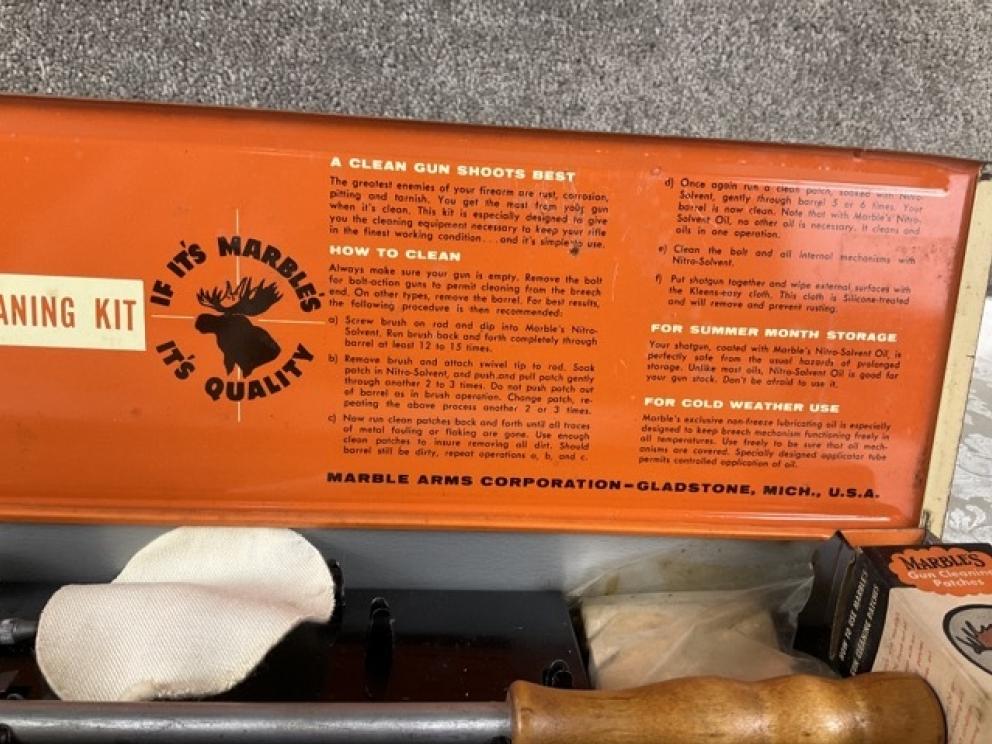 ANING KIT
IF IT'S MARBLES
IT'S QUALITY
A CLEAN GUN SHOOTS BEST
The greatest enemies of your firearm are rust, corrosion,
pitting and tarnish. You get the most from your gun
when it's clean. This kit is especially designed to give
you the cleaning equipment necessary to keep your rifle
in the finest working condition...and it's simple to use.
HOW TO CLEAN
Always make sure your gun is empty. Remove the bolt
for bolt-action guns to permit cleaning from the breech
end. On other types, remove the barrel. For best results,
the following procedure is then recommended:
a) Screw brush on rod and dip into Marble's Nitro-
Solvent. Run brush back and forth completely through
barrel at least 12 to 15 times.
b) Remove brush and attach swivel tip to rod. Soak
patch in Nitro-Solvent, and push and pull patch gently
through another 2 to 3 times. Do not push patch out
of barrel as in brush operation. Change patch, re-
peating the above process another 2 or 3 times.
c) Now run clean patches back and forth until all traces
of metal fouling or flaking are gone. Use enough
clean patches to insure removing all dirt. Should
barrel still be dirty, repeat operations a, b, and c.
d) Once again run a clean patch, soaked with Nitro-
Solvent, gently through barrel 5 or 6 times. Your
barrel is now clean. Note that with Marble's Nitro-
Solvent Oil, no other oil is necessary. It cleans and
oils in one operation.
e) Clean the bolt and all internal mechanisms with
Nitro-Solvent.
f) Put shotgun together and wipe external surfaces with
the Kleens-easy cloth. This cloth is Silicone-treated
and will remove and prevent rusting.
FOR SUMMER MONTH STORAGE
Your shotgun, coated with Marble's Nitro-Solvent Oil, is
perfectly safe from the usual hazards of prolonged
storage. Unlike most oils, Nitro-Solvent Oil is good for
your gun stock. Don't be afraid to use it.
FOR COLD WEATHER USE
Marble's exclusive non-freeze lubricating oil is especially
designed to keep breech mechanism functioning freely in
all temperatures. Use freely to be sure that oil mech-
anisms are covered. Specially designed applicator tube
permits controlled application of oil.
MARBLE ARMS CORPORATION—GLADSTONE, MICH., U.S.A.
MARBLE'S
Gun Cleaning
Patches
HOW TO USE MARBLE'S
GUN CLEANING PATCHES